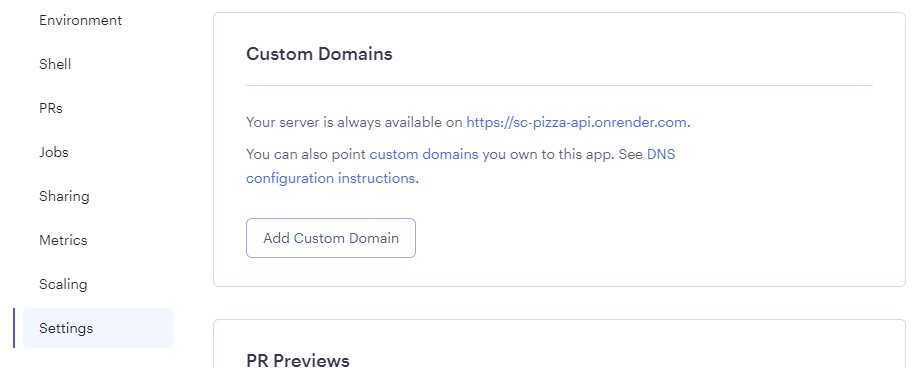 Environment
Shell
PRs
Jobs
Sharing
Metrics
Scaling
Settings
Custom Domains
Your server is always available on https://sc-pizza-api.onrender.com.
You can also point custom domains you own to this app. See DNS
configuration instructions.
Add Custom Domain
PR Previews